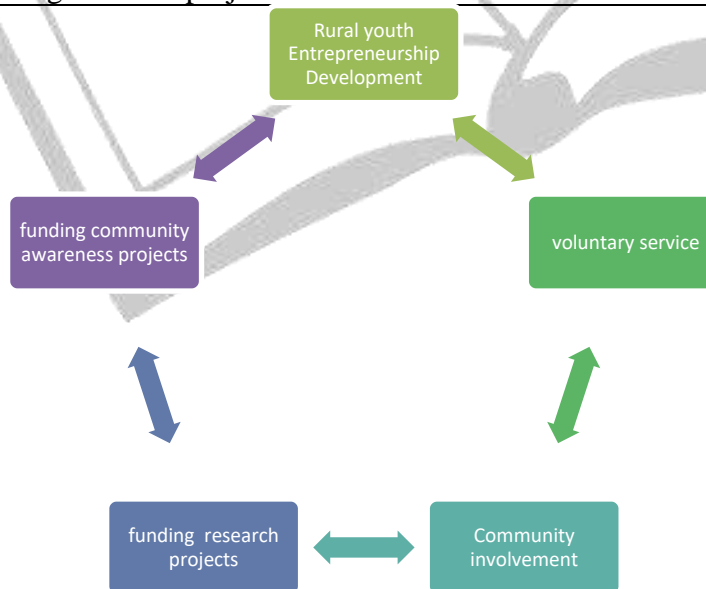 Rural youth
Entrepreneurship
Development
funding community
awareness projects
voluntary service
funding research
projects
Community
involvement